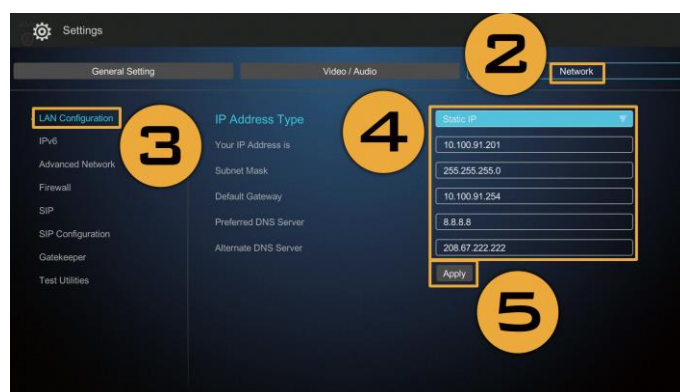 Settings
2
General Setting Video / Audio Network
LAN Configuration
IPv6
Advanced Network
Firewall
SIP
SIP Configuration
Gatekeeper
Test Utilities
3
4
IP Address Type Static IP
Your IP Address is 10.100.91.201
Subnet Mask 255.255.255.0
Default Gateway 10.100.91.254
Preferred DNS Server 8.8.8.8
Alternate DNS Server 208.67.222.222
Apply
5